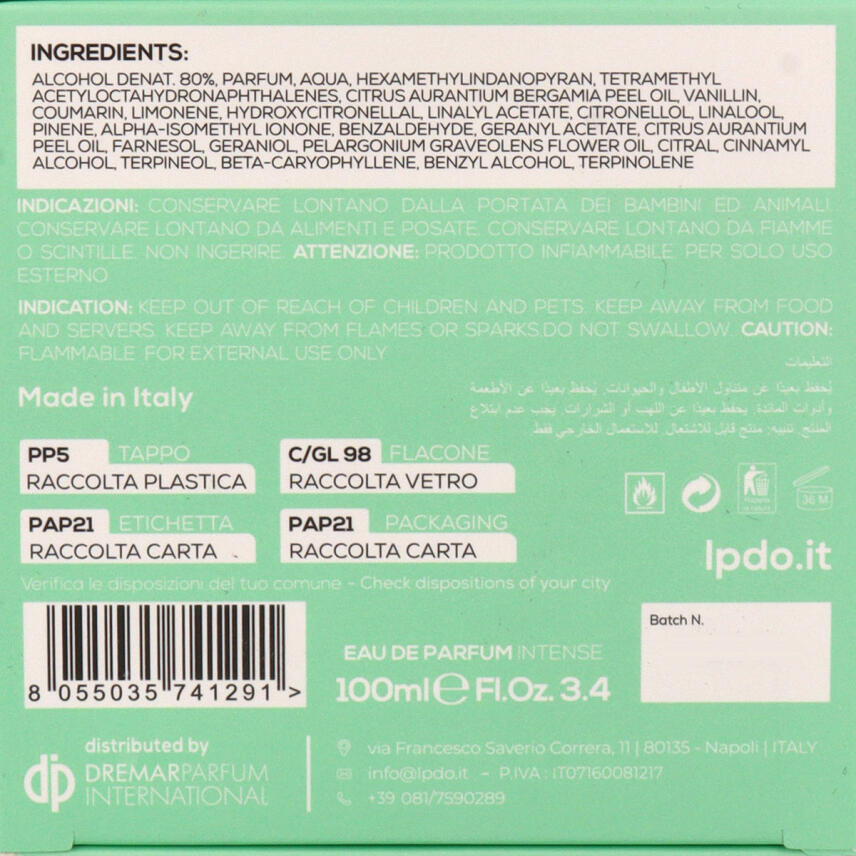 INGREDIENTS:
ALCOHOL DENAT. 80%, PARFUM, AQUA, HEXAMETHYLINDANOPYRAN, TETRAMETHYL
ACETYLOCTAHYDRONAPHTHALENES, CITRUS AURANTIUM BERGAMIA PEEL OIL, VANILLIN,
COUMARIN, LIMONENE, HYDROXYCITRONELLAL, LINALYL ACETATE, CITRONELLOL, LINALOOL,
PINENE, ALPHA-ISOMETHYL IONONE, BENZALDEHYDE, GERANYL ACETATE, CITRUS AURANTIUM
PEEL OIL, FARNESOL, GERANIOL, PELARGONIUM GRAVEOLENS FLOWER OIL, CITRAL, CINNAMYL
ALCOHOL, TERPINEOL, BETA-CARYOPHYLLENE, BENZYL ALCOHOL, TERPINOLENE
INDICAZIONI: CONSERVARE LONTANO DALLA PORTATA DEI BAMBINI ED ANIMALI.
CONSERVARE LONTANO DA ALIMENTI E POSATE. CONSERVARE LONTANO DA FIAMME
O SCINTILLE. NON INGERIRE. ATTENZIONE: PRODOTTO INFIAMMABILE. PER SOLO USO
ESTERNO
INDICATION: KEEP OUT OF REACH OF CHILDREN AND PETS. KEEP AWAY FROM FOOD
AND SERVERS. KEEP AWAY FROM FLAMES OR SPARKS.DO NOT SWALLOW. CAUTION:
FLAMMABLE. FOR EXTERNAL USE ONLY
التعليمات
يُحفظ بعيدًا عن متناول الأطفال والحيوانات. يُحفظ بعيدًا عن الأطعمة
وأدوات المائدة. يحفظ بعيدًا عن اللهب أو الشرارات. يجب عدم ابتلاع
المنتج. تنبيه: منتج قابل للاشتعال. للاستعمال الخارجي فقط
Made in Italy
PP5 TAPPO
RACCOLTA PLASTICA
C/GL 98 FLACONE
RACCOLTA VETRO
PAP21 ETICHETTA
RACCOLTA CARTA
PAP21 PACKAGING
RACCOLTA CARTA
36 M
lpdo.it
Verifica le disposizioni del tuo comune - Check dispositions of your city
8 055035 741291 >
EAU DE PARFUM INTENSE
100ml e Fl.Oz. 3.4
Batch N.
distributed by
DREMARPARFUM
INTERNATIONAL
via Francesco Saverio Correra, 11 | 80135 - Napoli | ITALY
info@lpdo.it - P.IVA : IT07160081217
+39 081/7590289